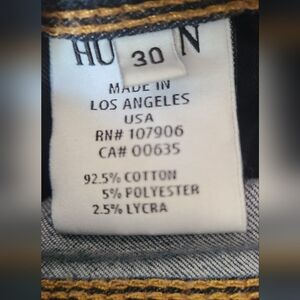 HU N
30
MADE IN
LOS ANGELES
USA
RN# 107906
CA# 00635
92.5% COTTON
5% POLYESTER
2.5% LYCRA